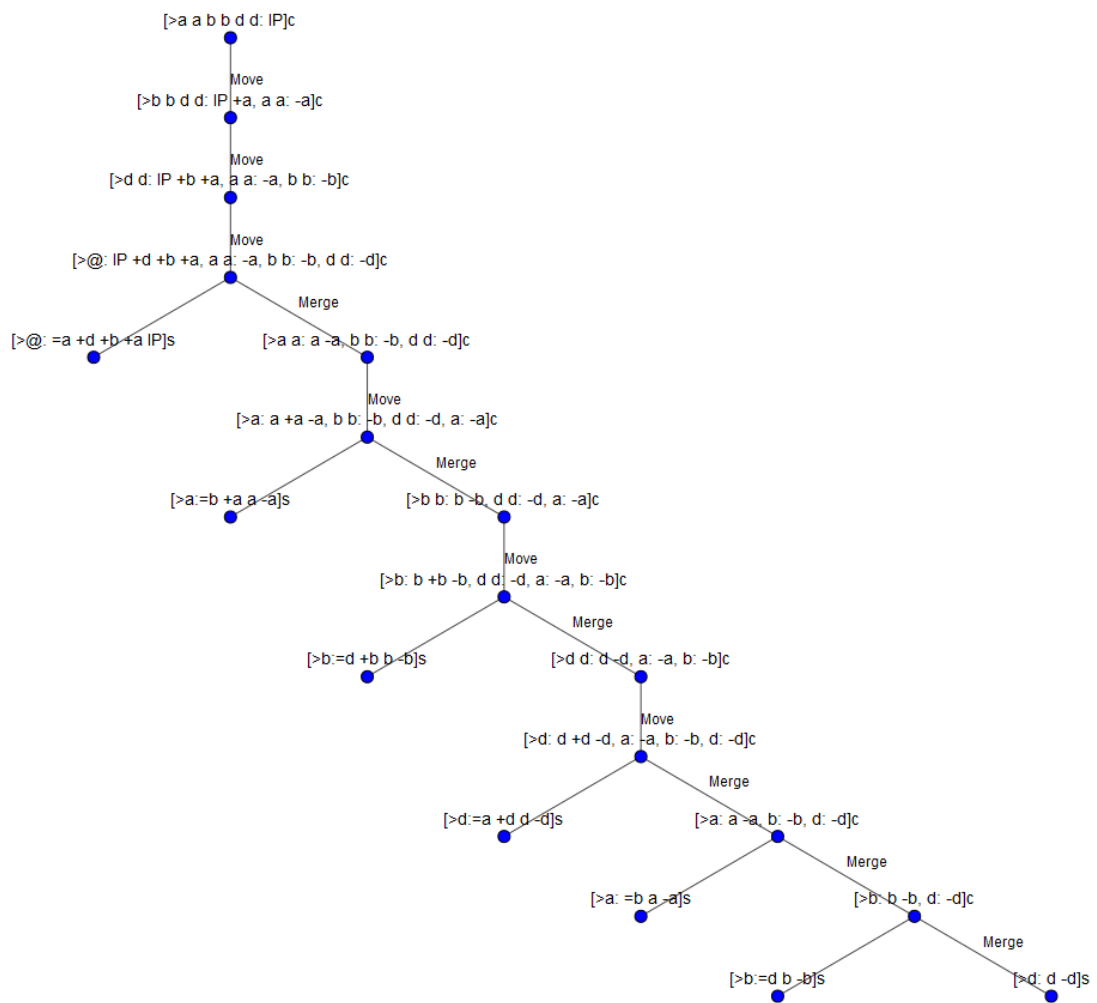 [>a a b b d d: IP]c
Move
[>b b d d: IP +a, a a: -a]c
Move
[>d d: IP +b +a, a a: -a, b b: -b]c
Move
[>@: IP +d +b +a, a a: -a, b b: -b, d d: -d]c
Merge
[>@: =a +d +b +a IP]s
[>a a: a -a, b b: -b, d d: -d]c
Move
[>a: a +a -a, b b: -b, d d: -d, a: -a]c
Merge
[>a:=b +a a -a]s
[>b b: b -b, d d: -d, a: -a]c
Move
[>b: b +b -b, d d: -d, a: -a, b: -b]c
Merge
[>b:=d +b b -b]s
[>d d: d -d, a: -a, b: -b]c
Move
[>d: d +d -d, a: -a, b: -b, d: -d]c
Merge
[>d:=a +d d -d]s
[>a: a -a, b: -b, d: -d]c
Merge
[>a: =b a -a]s
[>b: b -b, d: -d]c
Merge
[>b:=d b -b]s
[>d: d -d]s